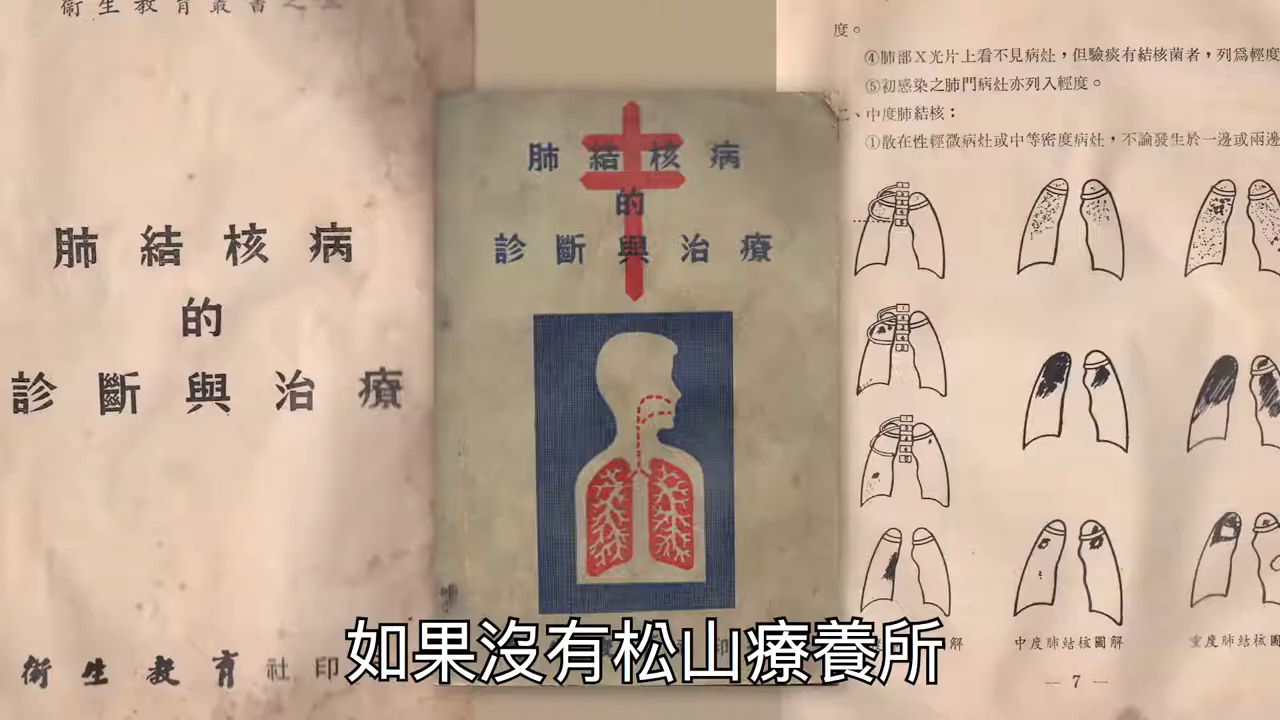 衛生教育叢書之
肺結核病
的
診斷與治療
衛生教育社印
肺結核病
的
診斷與治療
度。
④肺部X光片上看不見病灶，但驗痰有結核菌者，列爲輕度
⑤初感染之肺門病灶亦列入輕度。
二、中度肺結核：
①散在性輕微病灶或中等密度病灶，不論發生於一邊或兩邊
解
中度肺結核圖解
重度肺結核圖
— 7 —
如果沒有松山療養所